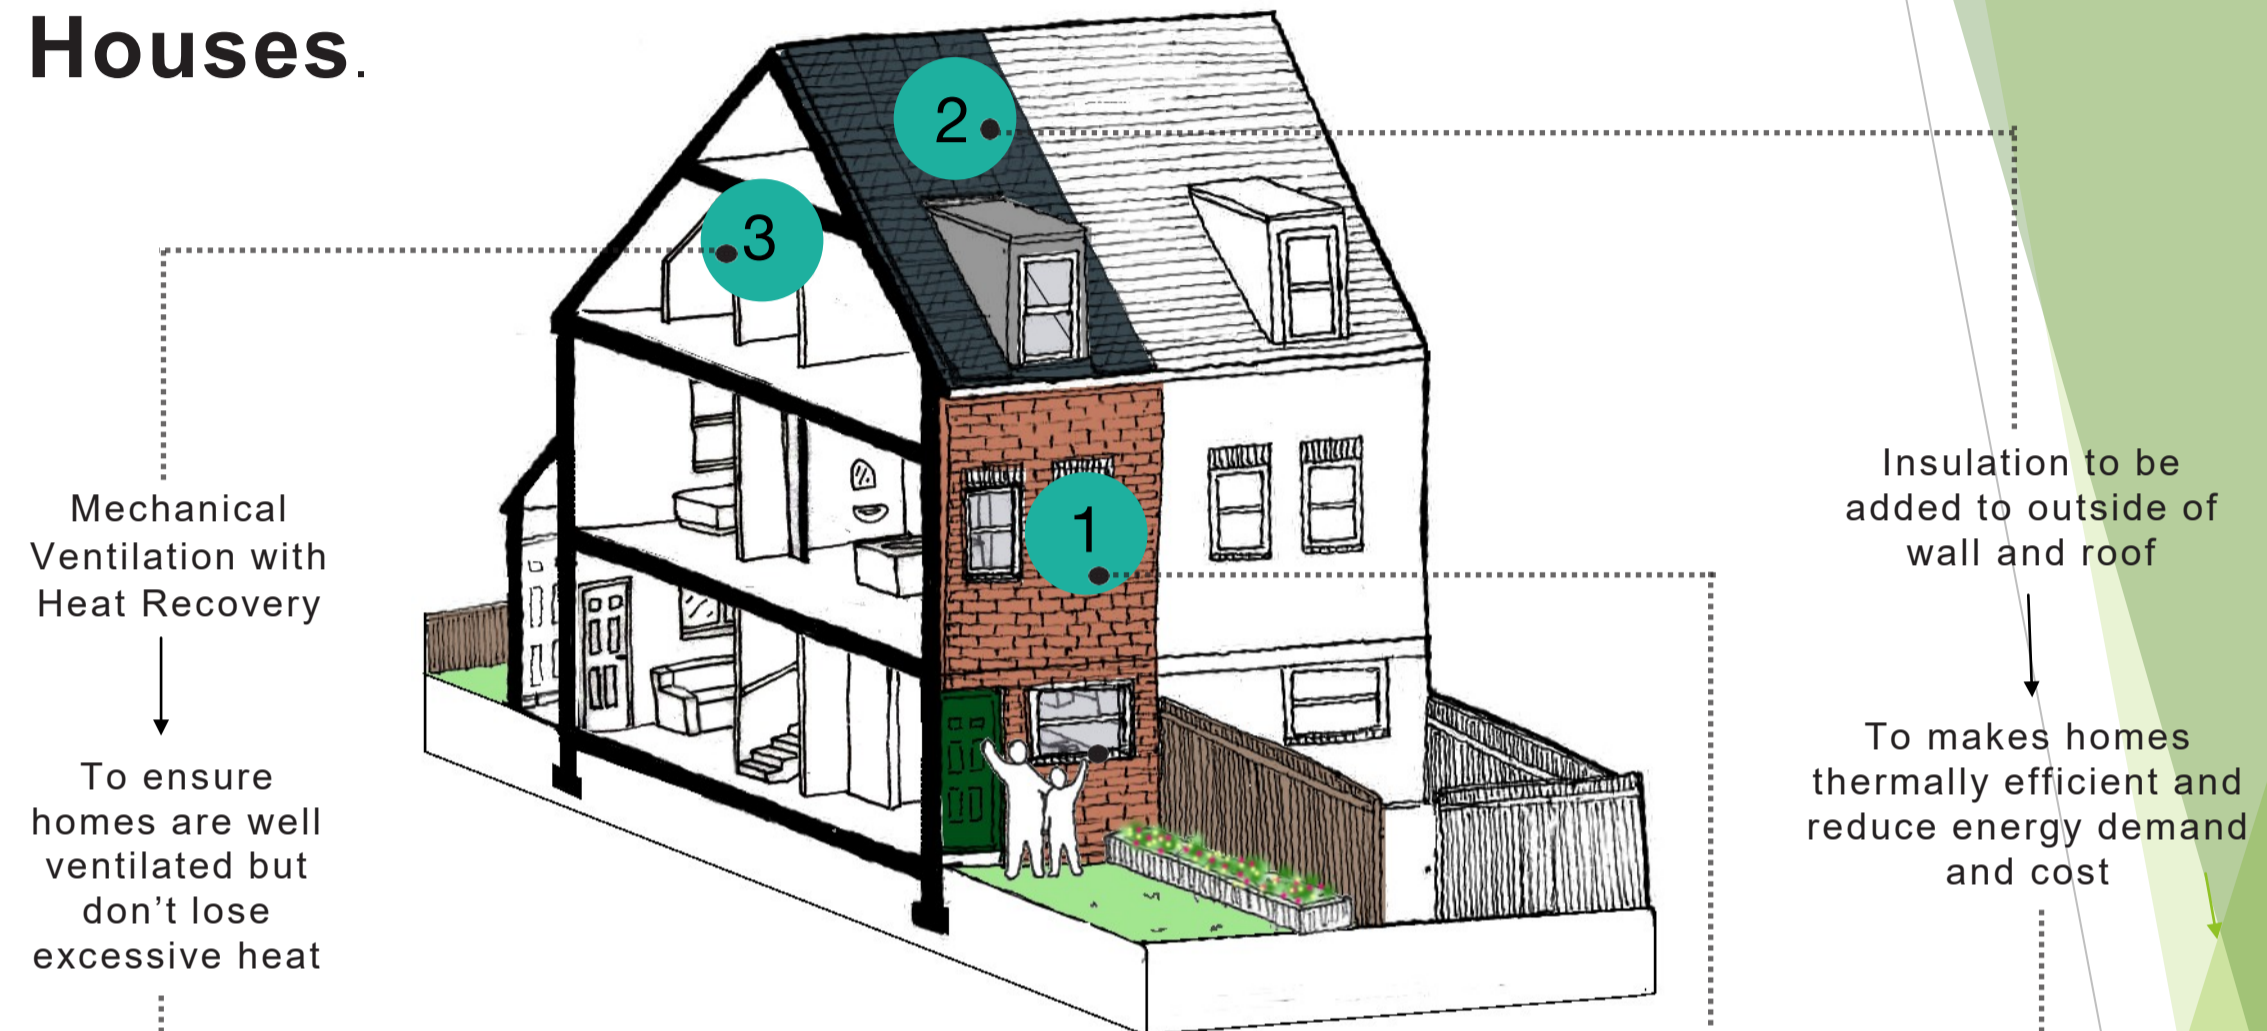 Houses.
2
3
1
Mechanical
Ventilation with
Heat Recovery
To ensure
homes are well
ventilated but
don’t lose
excessive heat
Insulation to be
added to outside of
wall and roof
To makes homes
thermally efficient and
reduce energy demand
and cost